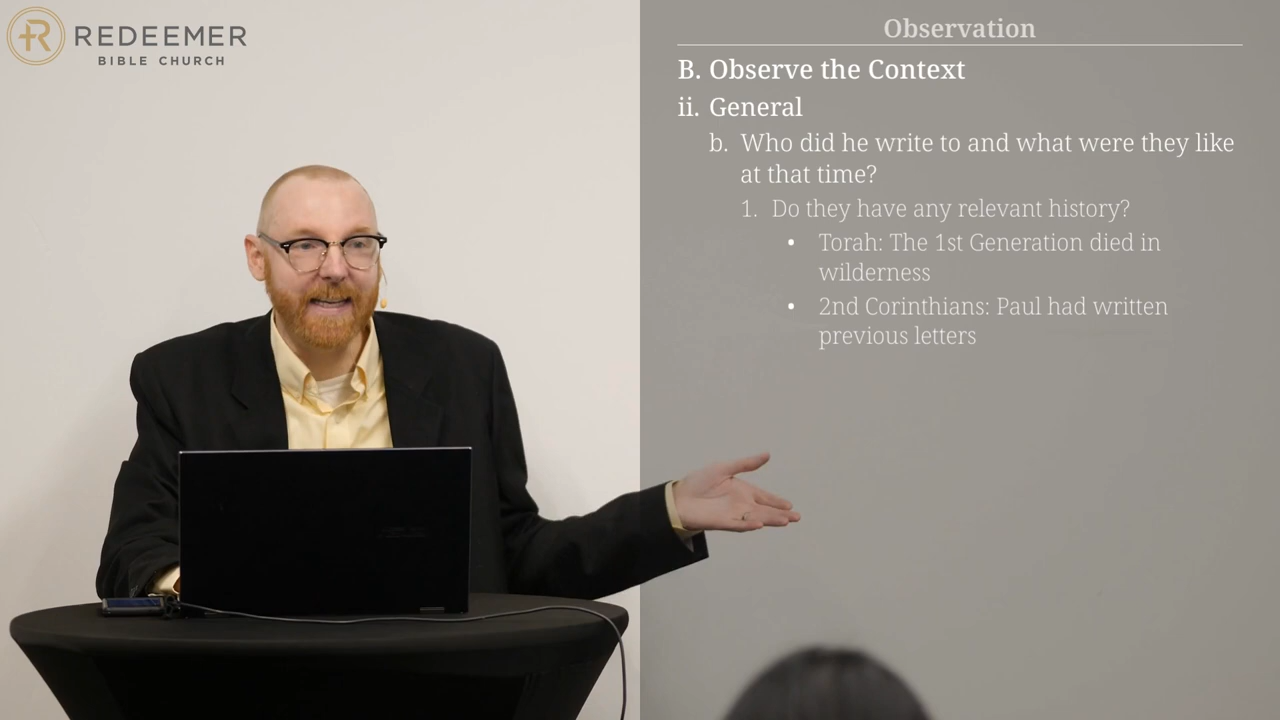 REDEEMER
BIBLE CHURCH
Observation
B. Observe the Context
ii. General
b. Who did he write to and what were they like
at that time?
1. Do they have any relevant history?
• Torah: The 1st Generation died in
wilderness
• 2nd Corinthians: Paul had written
previous letters